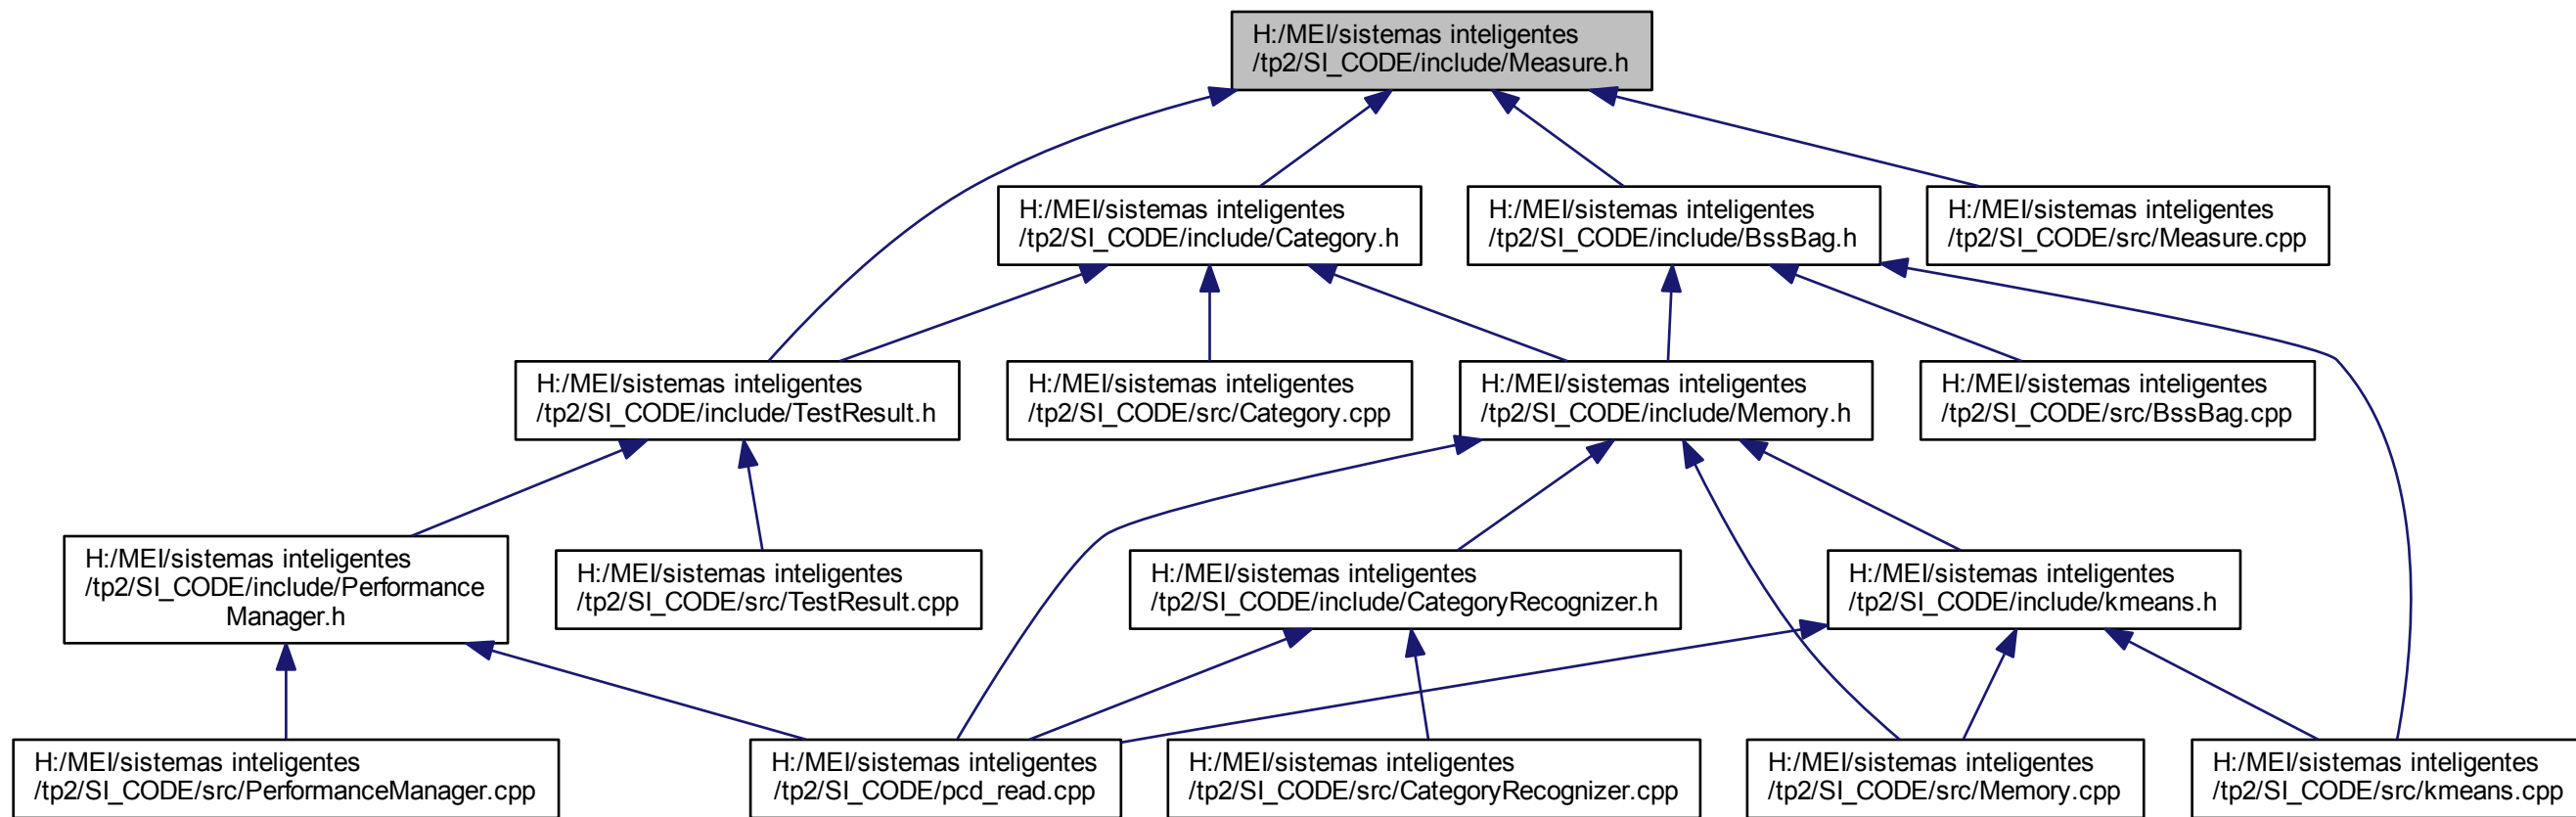 H:/MEI/sistemas inteligentes
/tp2/SI_CODE/include/Measure.h
H:/MEI/sistemas inteligentes
/tp2/SI_CODE/include/Category.h
H:/MEI/sistemas inteligentes
/tp2/SI_CODE/include/BssBag.h
H:/MEI/sistemas inteligentes
/tp2/SI_CODE/src/Measure.cpp
H:/MEI/sistemas inteligentes
/tp2/SI_CODE/include/TestResult.h
H:/MEI/sistemas inteligentes
/tp2/SI_CODE/src/Category.cpp
H:/MEI/sistemas inteligentes
/tp2/SI_CODE/include/Memory.h
H:/MEI/sistemas inteligentes
/tp2/SI_CODE/src/BssBag.cpp
H:/MEI/sistemas inteligentes
/tp2/SI_CODE/include/Performance
Manager.h
H:/MEI/sistemas inteligentes
/tp2/SI_CODE/src/TestResult.cpp
H:/MEI/sistemas inteligentes
/tp2/SI_CODE/include/CategoryRecognizer.h
H:/MEI/sistemas inteligentes
/tp2/SI_CODE/include/kmeans.h
H:/MEI/sistemas inteligentes
/tp2/SI_CODE/src/PerformanceManager.cpp
H:/MEI/sistemas inteligentes
/tp2/SI_CODE/pcd_read.cpp
H:/MEI/sistemas inteligentes
/tp2/SI_CODE/src/CategoryRecognizer.cpp
H:/MEI/sistemas inteligentes
/tp2/SI_CODE/src/Memory.cpp
H:/MEI/sistemas inteligentes
/tp2/SI_CODE/src/kmeans.cpp